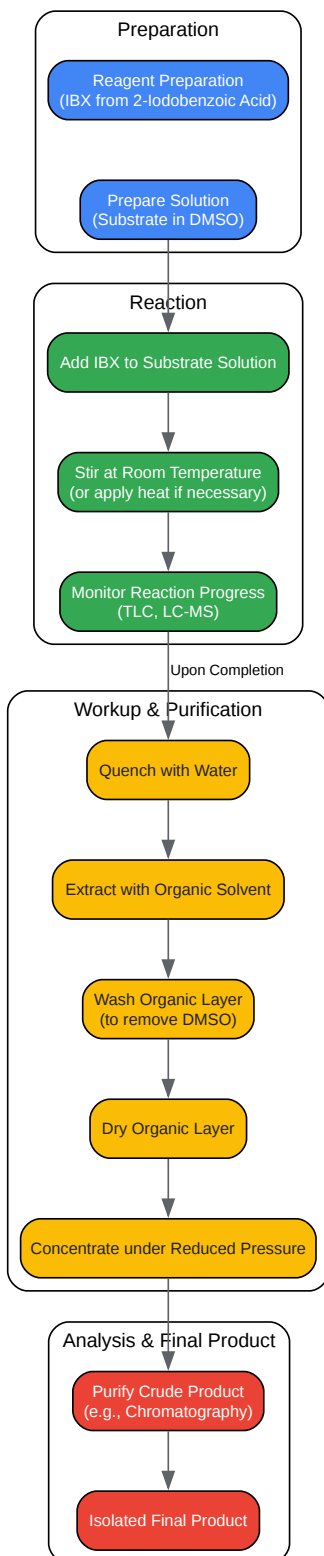 Preparation
Reagent Preparation
(IBX from 2-Iodobenzoic Acid)
Prepare Solution
(Substrate in DMSO)
Reaction
Add IBX to Substrate Solution
Stir at Room Temperature
(or apply heat if necessary)
Monitor Reaction Progress
(TLC, LC-MS)
Upon Completion
Workup & Purification
Quench with Water
Extract with Organic Solvent
Wash Organic Layer
(to remove DMSO)
Dry Organic Layer
Concentrate under Reduced Pressure
Analysis & Final Product
Purify Crude Product
(e.g., Chromatography)
Isolated Final Product